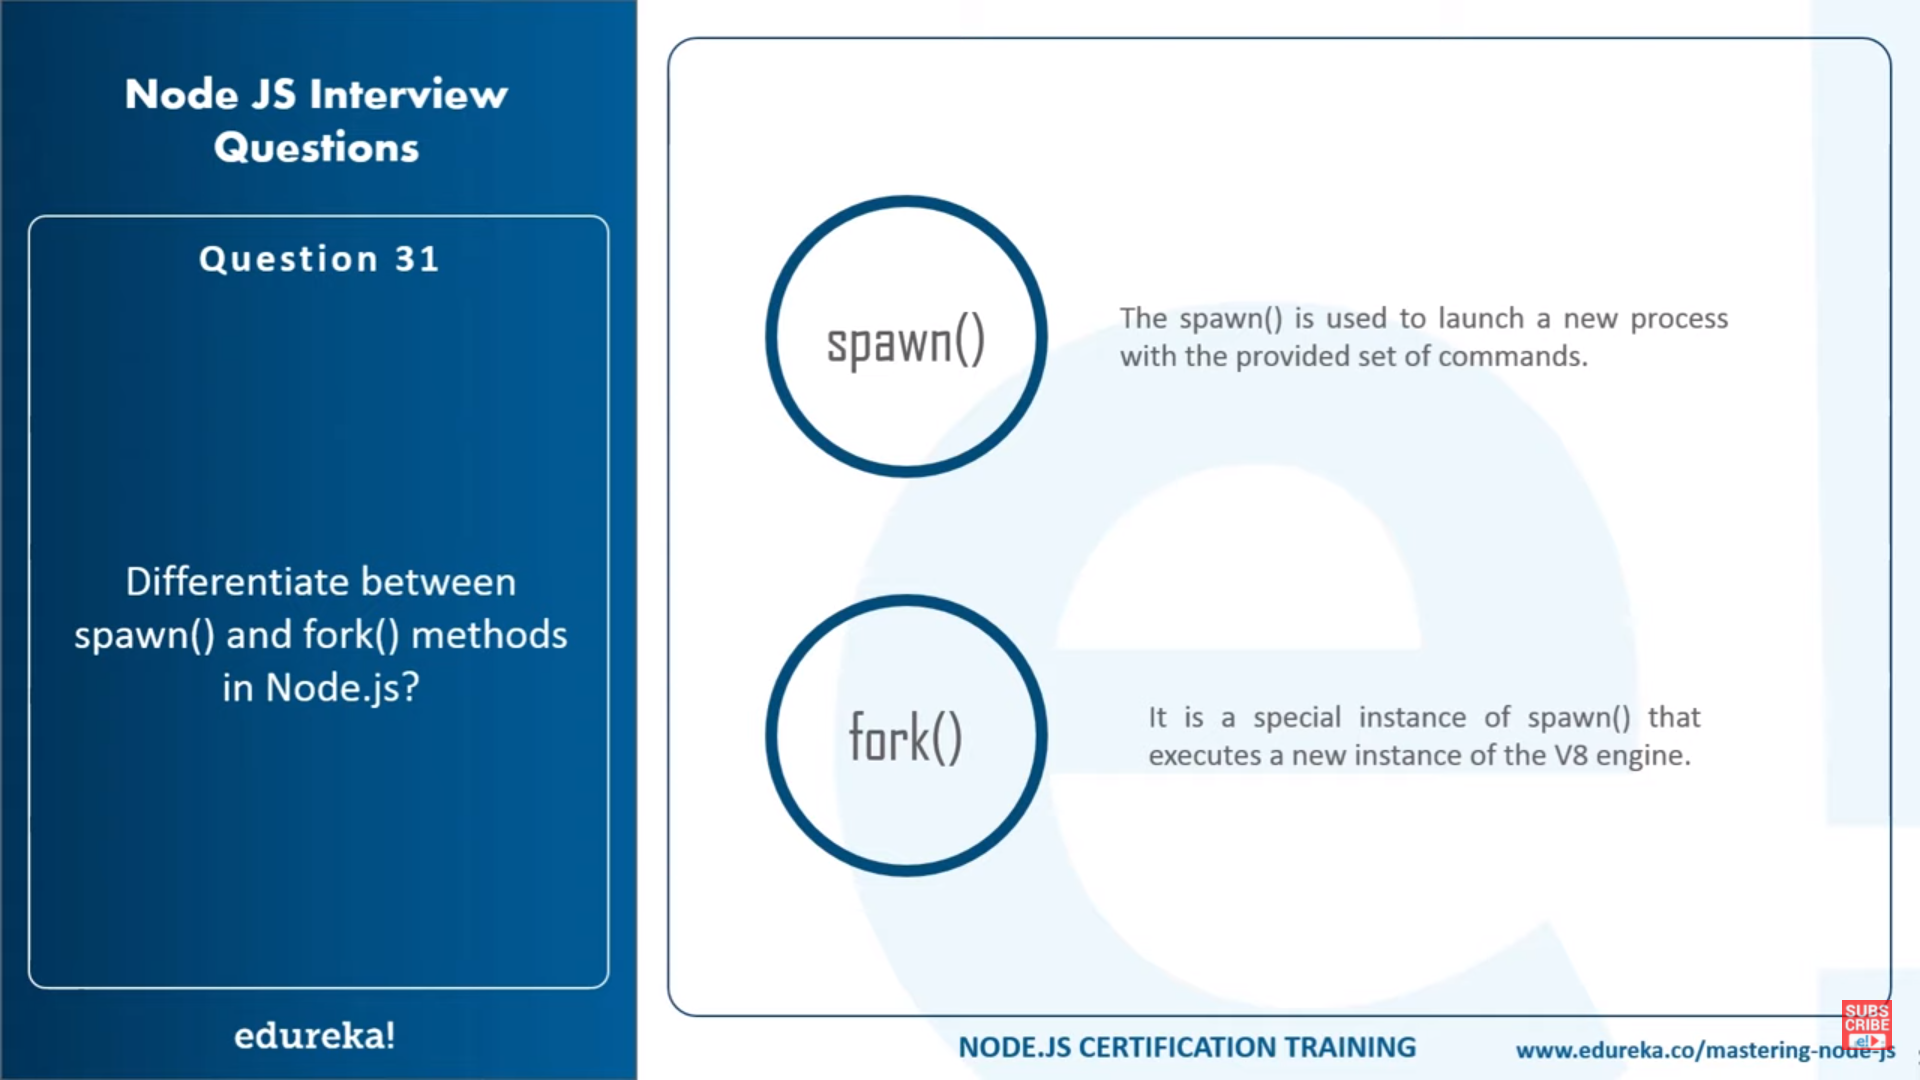 Node JS Interview
Questions
Question 31
Differentiate between
spawn() and fork() methods
in Node.js?
edureka!
spawn()
The spawn() is used to launch a new process
with the provided set of commands.
fork()
It is a special instance of spawn() that
executes a new instance of the V8 engine.
NODE.JS CERTIFICATION TRAINING
www.edureka.co/mastering-node-js
SUBS
CRIBE
e!